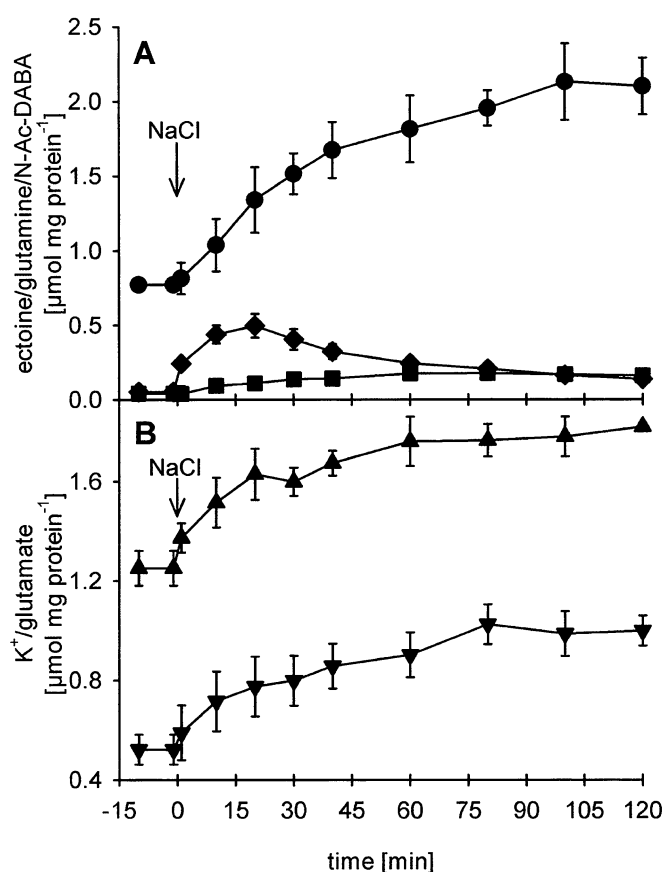 A
NaCl
2.5
2.0
1.5
1.0
0.5
0.0
ectoine/glutamine/N-Ac-DABA
[µmol mg protein⁻¹]
B
NaCl
1.6
1.2
0.8
0.4
K⁺/glutamate
[µmol mg protein⁻¹]
-15 0 15 30 45 60 75 90 105 120
time [min]